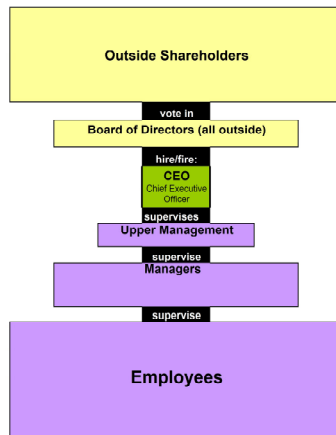 Outside Shareholders
vote in
Board of Directors (all outside)
hire/fire:
CEO
Chief Executive
Officer
supervises
Upper Management
supervise
Managers
supervise
Employees